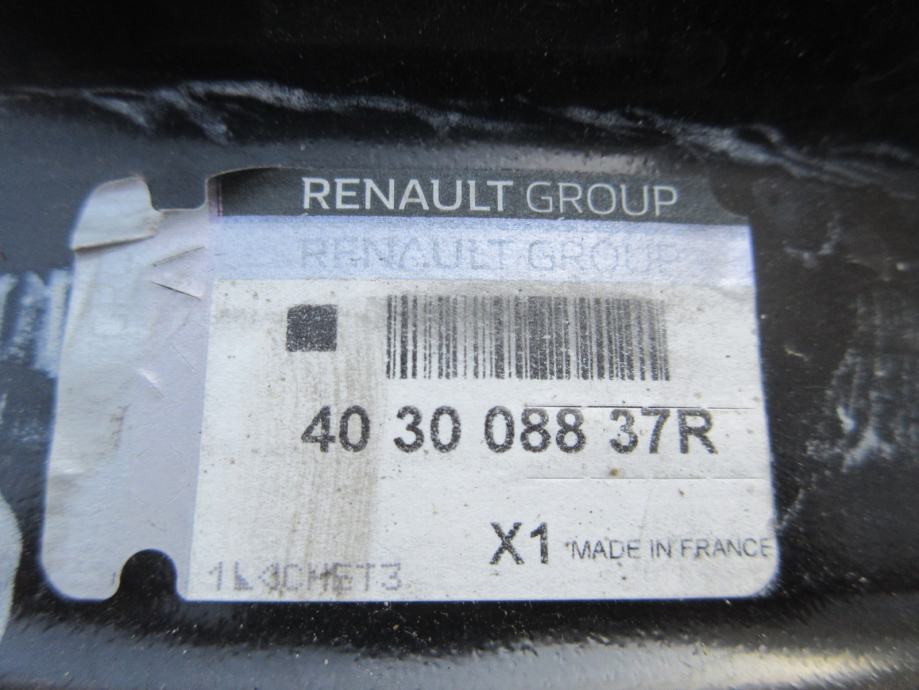 RENAULT GROUP
RENAULT GROUP
40 30 088 37R
X1 MADE IN FRANCE